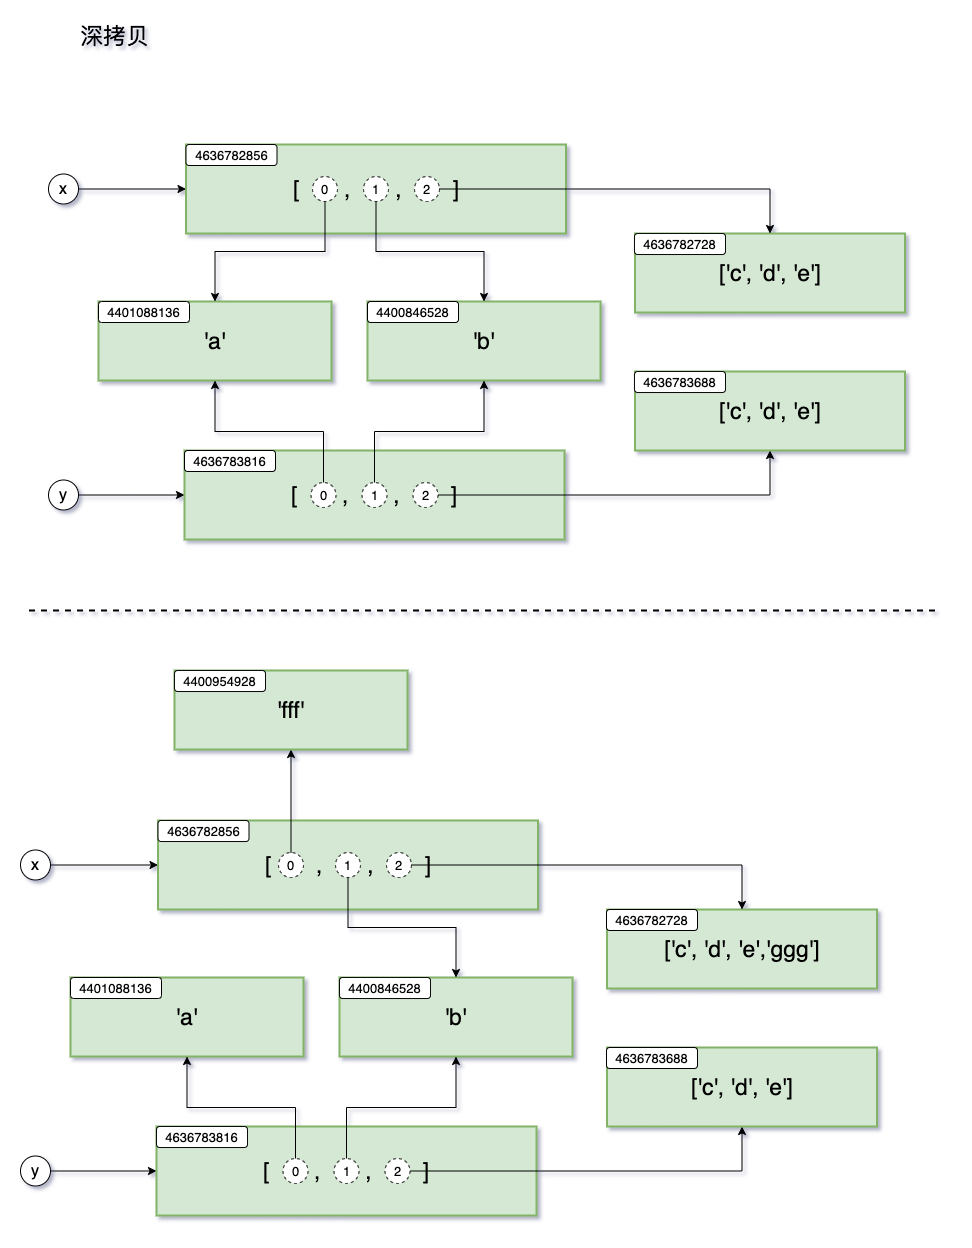 深拷贝
4636782856
x
[ 0 , 1 , 2 ]
4636782728
['c', 'd', 'e']
4401088136
'a'
4400846528
'b'
4636783688
['c', 'd', 'e']
4636783816
y
[ 0 , 1 , 2 ]
4400954928
'fff'
4636782856
x
[ 0 , 1 , 2 ]
4636782728
['c', 'd', 'e','ggg']
4401088136
'a'
4400846528
'b'
4636783688
['c', 'd', 'e']
4636783816
y
[ 0 , 1 , 2 ]